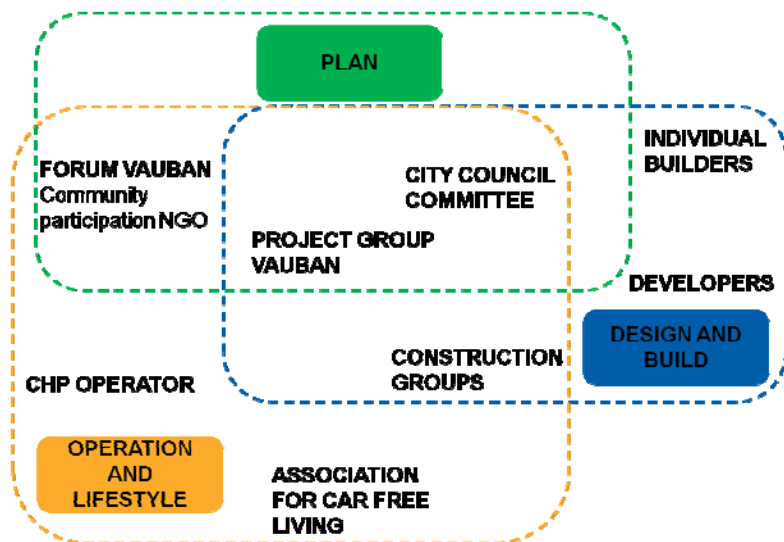 PLAN
INDIVIDUAL
BUILDERS
FORUM VAUBAN
Community
participation NGO
CITY COUNCIL
COMMITTEE
PROJECT GROUP
VAUBAN
DEVELOPERS
DESIGN AND
BUILD
CONSTRUCTION
GROUPS
CHP OPERATOR
OPERATION
AND
LIFESTYLE
ASSOCIATION
FOR CAR FREE
LIVING